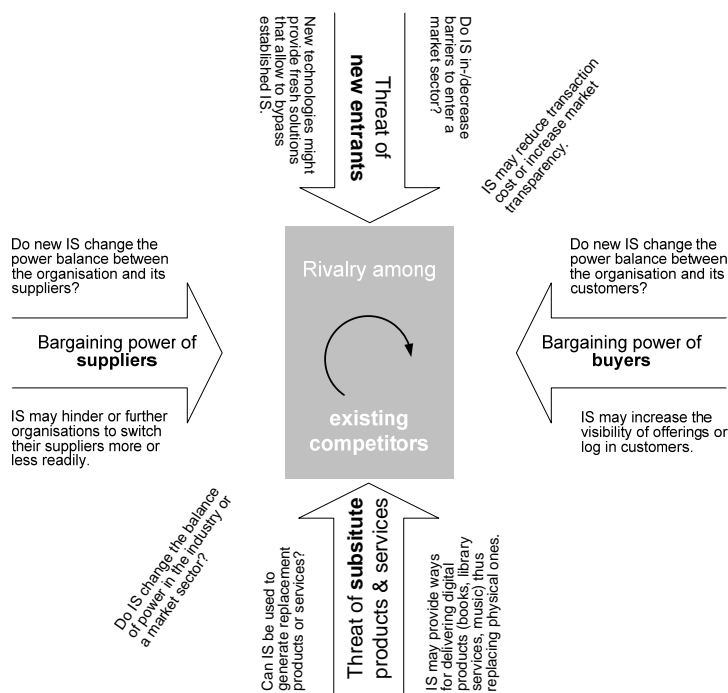 New technologies might
provide fresh solutions
that allow to bypass
established IS.
Threat of
new entrants
Do IS in-/decrease
barriers to enter a
market sector?
IS may reduce transaction
cost or increase market
transparency.
Do new IS change the
power balance between
the organisation and its
suppliers?
Bargaining power of
suppliers
IS may hinder or further
organisations to switch
their suppliers more or
less readily.
Rivalry among
existing
competitors
Do new IS change the
power balance between
the organisation and its
customers?
Bargaining power of
buyers
IS may increase the
visibility of offerings or
log in customers.
Do IS change the balance
of power in the industry or
a market sector?
Can IS be used to
generate replacement
products or services?
Threat of subsitute
products & services
IS may provide ways
for delivering digital
products (books, library
services, music) thus
replacing physical ones.